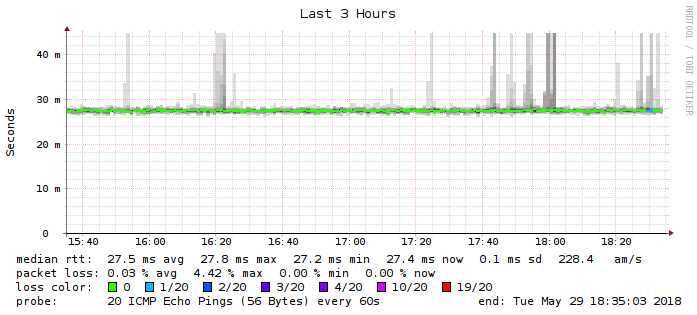 Last 3 Hours
RRDTOOL / TOBI OETIKER
Seconds
40 m
30 m
20 m
10 m
0
15:40 16:00 16:20 16:40 17:00 17:20 17:40 18:00 18:20
median rtt: 27.5 ms avg 27.8 ms max 27.2 ms min 27.4 ms now 0.1 ms sd 228.4 am/s
packet loss: 0.03 % avg 4.42 % max 0.00 % min 0.00 % now
loss color: 0 1/20 2/20 3/20 4/20 10/20 19/20
probe: 20 ICMP Echo Pings (56 Bytes) every 60s end: Tue May 29 18:35:03 2018